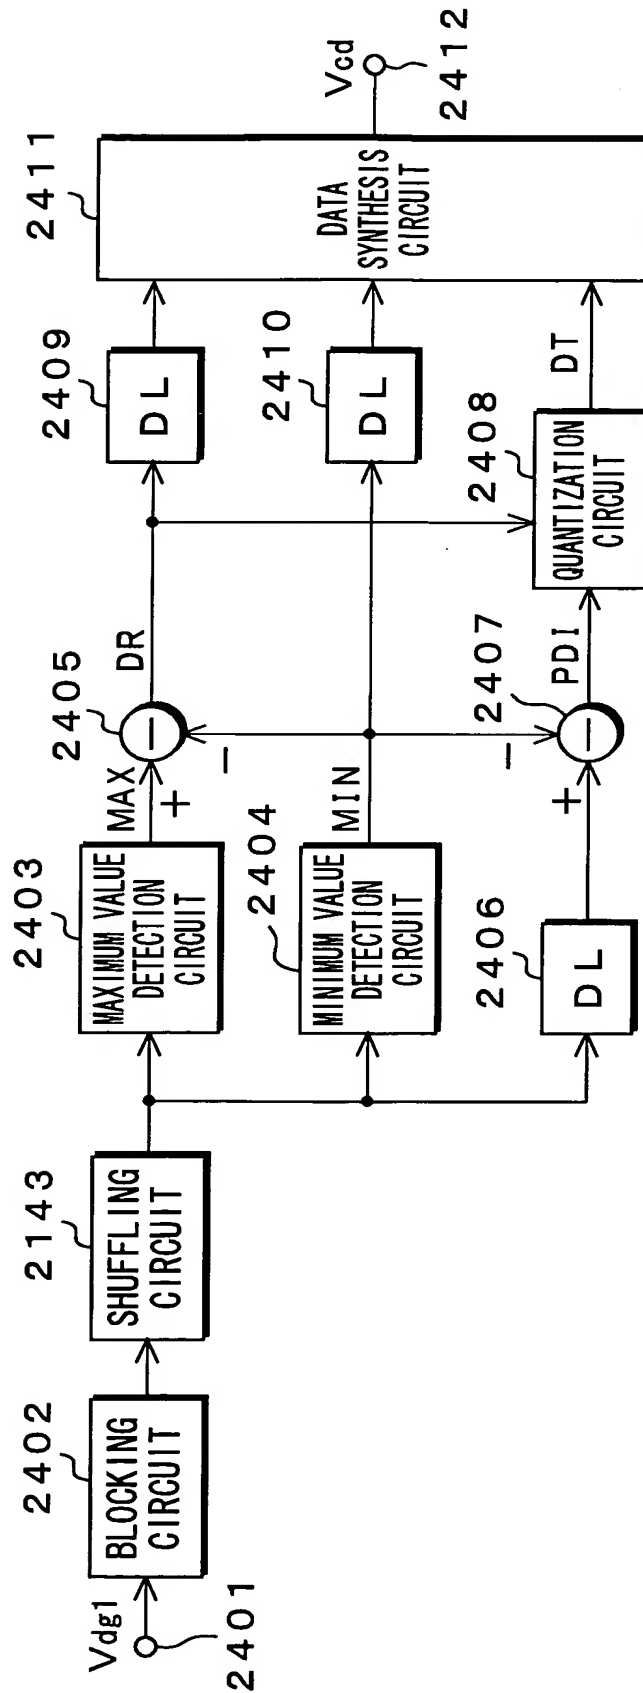 Vdg1
2401
2402
BLOCKING
CIRCUIT
2143
SHUFFLING
CIRCUIT
2403
MAXIMUM VALUE
DETECTION
CIRCUIT
MAX
+
2405
−
−
DR
2409
DL
2404
MINIMUM VALUE
DETECTION
CIRCUIT
MIN
2410
DL
2406
DL
+
−
2407
−
PDI
2408
QUANTIZATION
CIRCUIT
DT
2411
DATA
SYNTHESIS
CIRCUIT
Vcd
2412